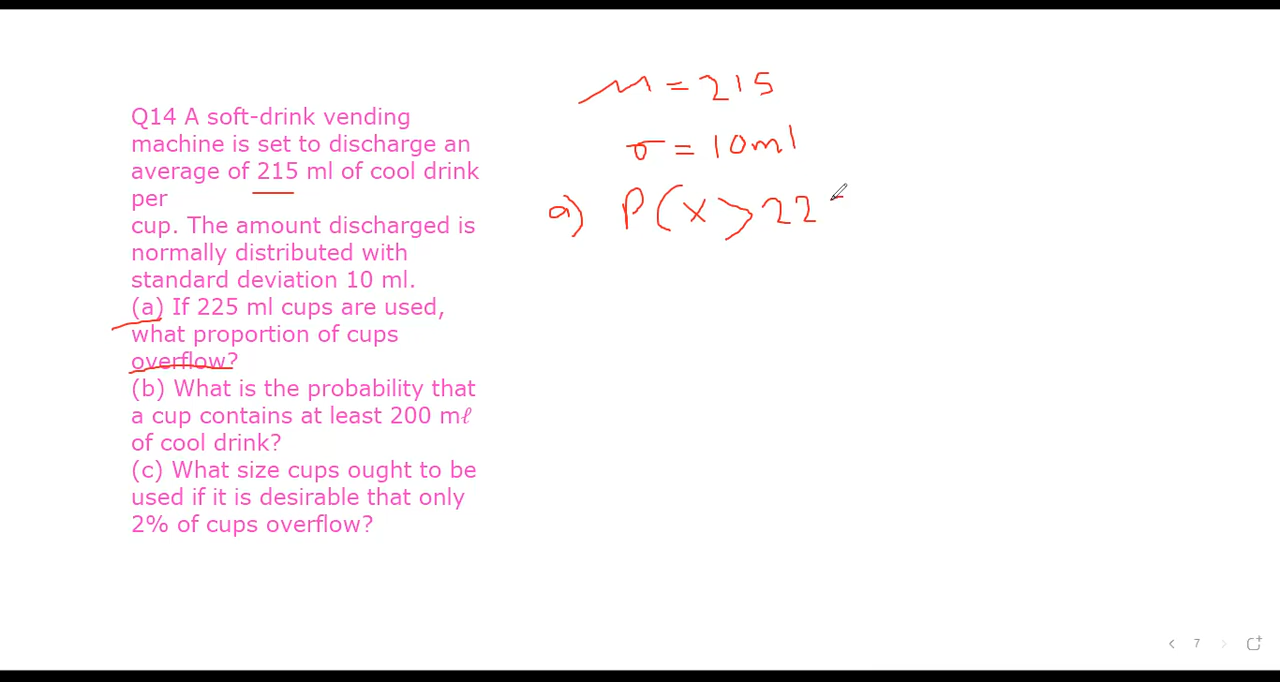 Q14 A soft-drink vending
machine is set to discharge an
average of 215 ml of cool drink
per
cup. The amount discharged is
normally distributed with
standard deviation 10 ml.
(a) If 225 ml cups are used,
what proportion of cups
overflow?
(b) What is the probability that
a cup contains at least 200 mℓ
of cool drink?
(c) What size cups ought to be
used if it is desirable that only
2% of cups overflow?
μ = 215
σ = 10ml
a) P(x > 22
7